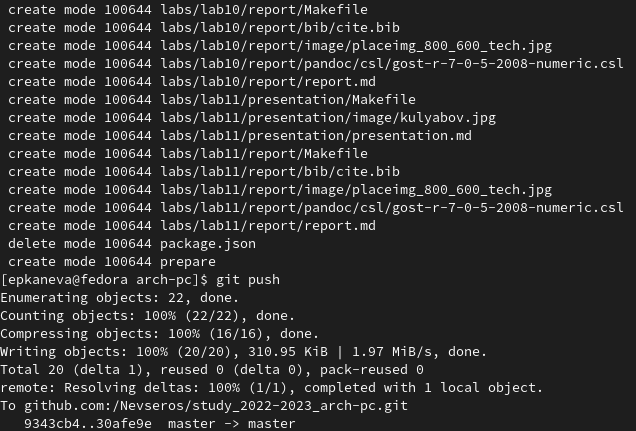 create mode 100644 labs/lab10/report/Makefile
create mode 100644 labs/lab10/report/bib/cite.bib
create mode 100644 labs/lab10/report/image/placeimg_800_600_tech.jpg
create mode 100644 labs/lab10/report/pandoc/csl/gost-r-7-0-5-2008-numeric.csl
create mode 100644 labs/lab10/report/report.md
create mode 100644 labs/lab11/presentation/Makefile
create mode 100644 labs/lab11/presentation/image/kulyabov.jpg
create mode 100644 labs/lab11/presentation/presentation.md
create mode 100644 labs/lab11/report/Makefile
create mode 100644 labs/lab11/report/bib/cite.bib
create mode 100644 labs/lab11/report/image/placeimg_800_600_tech.jpg
create mode 100644 labs/lab11/report/pandoc/csl/gost-r-7-0-5-2008-numeric.csl
create mode 100644 labs/lab11/report/report.md
delete mode 100644 package.json
create mode 100644 prepare
[epkaneva@fedora arch-pc]$ git push
Enumerating objects: 22, done.
Counting objects: 100% (22/22), done.
Compressing objects: 100% (16/16), done.
Writing objects: 100% (20/20), 310.95 KiB | 1.97 MiB/s, done.
Total 20 (delta 1), reused 0 (delta 0), pack-reused 0
remote: Resolving deltas: 100% (1/1), completed with 1 local object.
To github.com:/Nevseros/study_2022-2023_arch-pc.git
9343cb4..30afe9e  master -> master